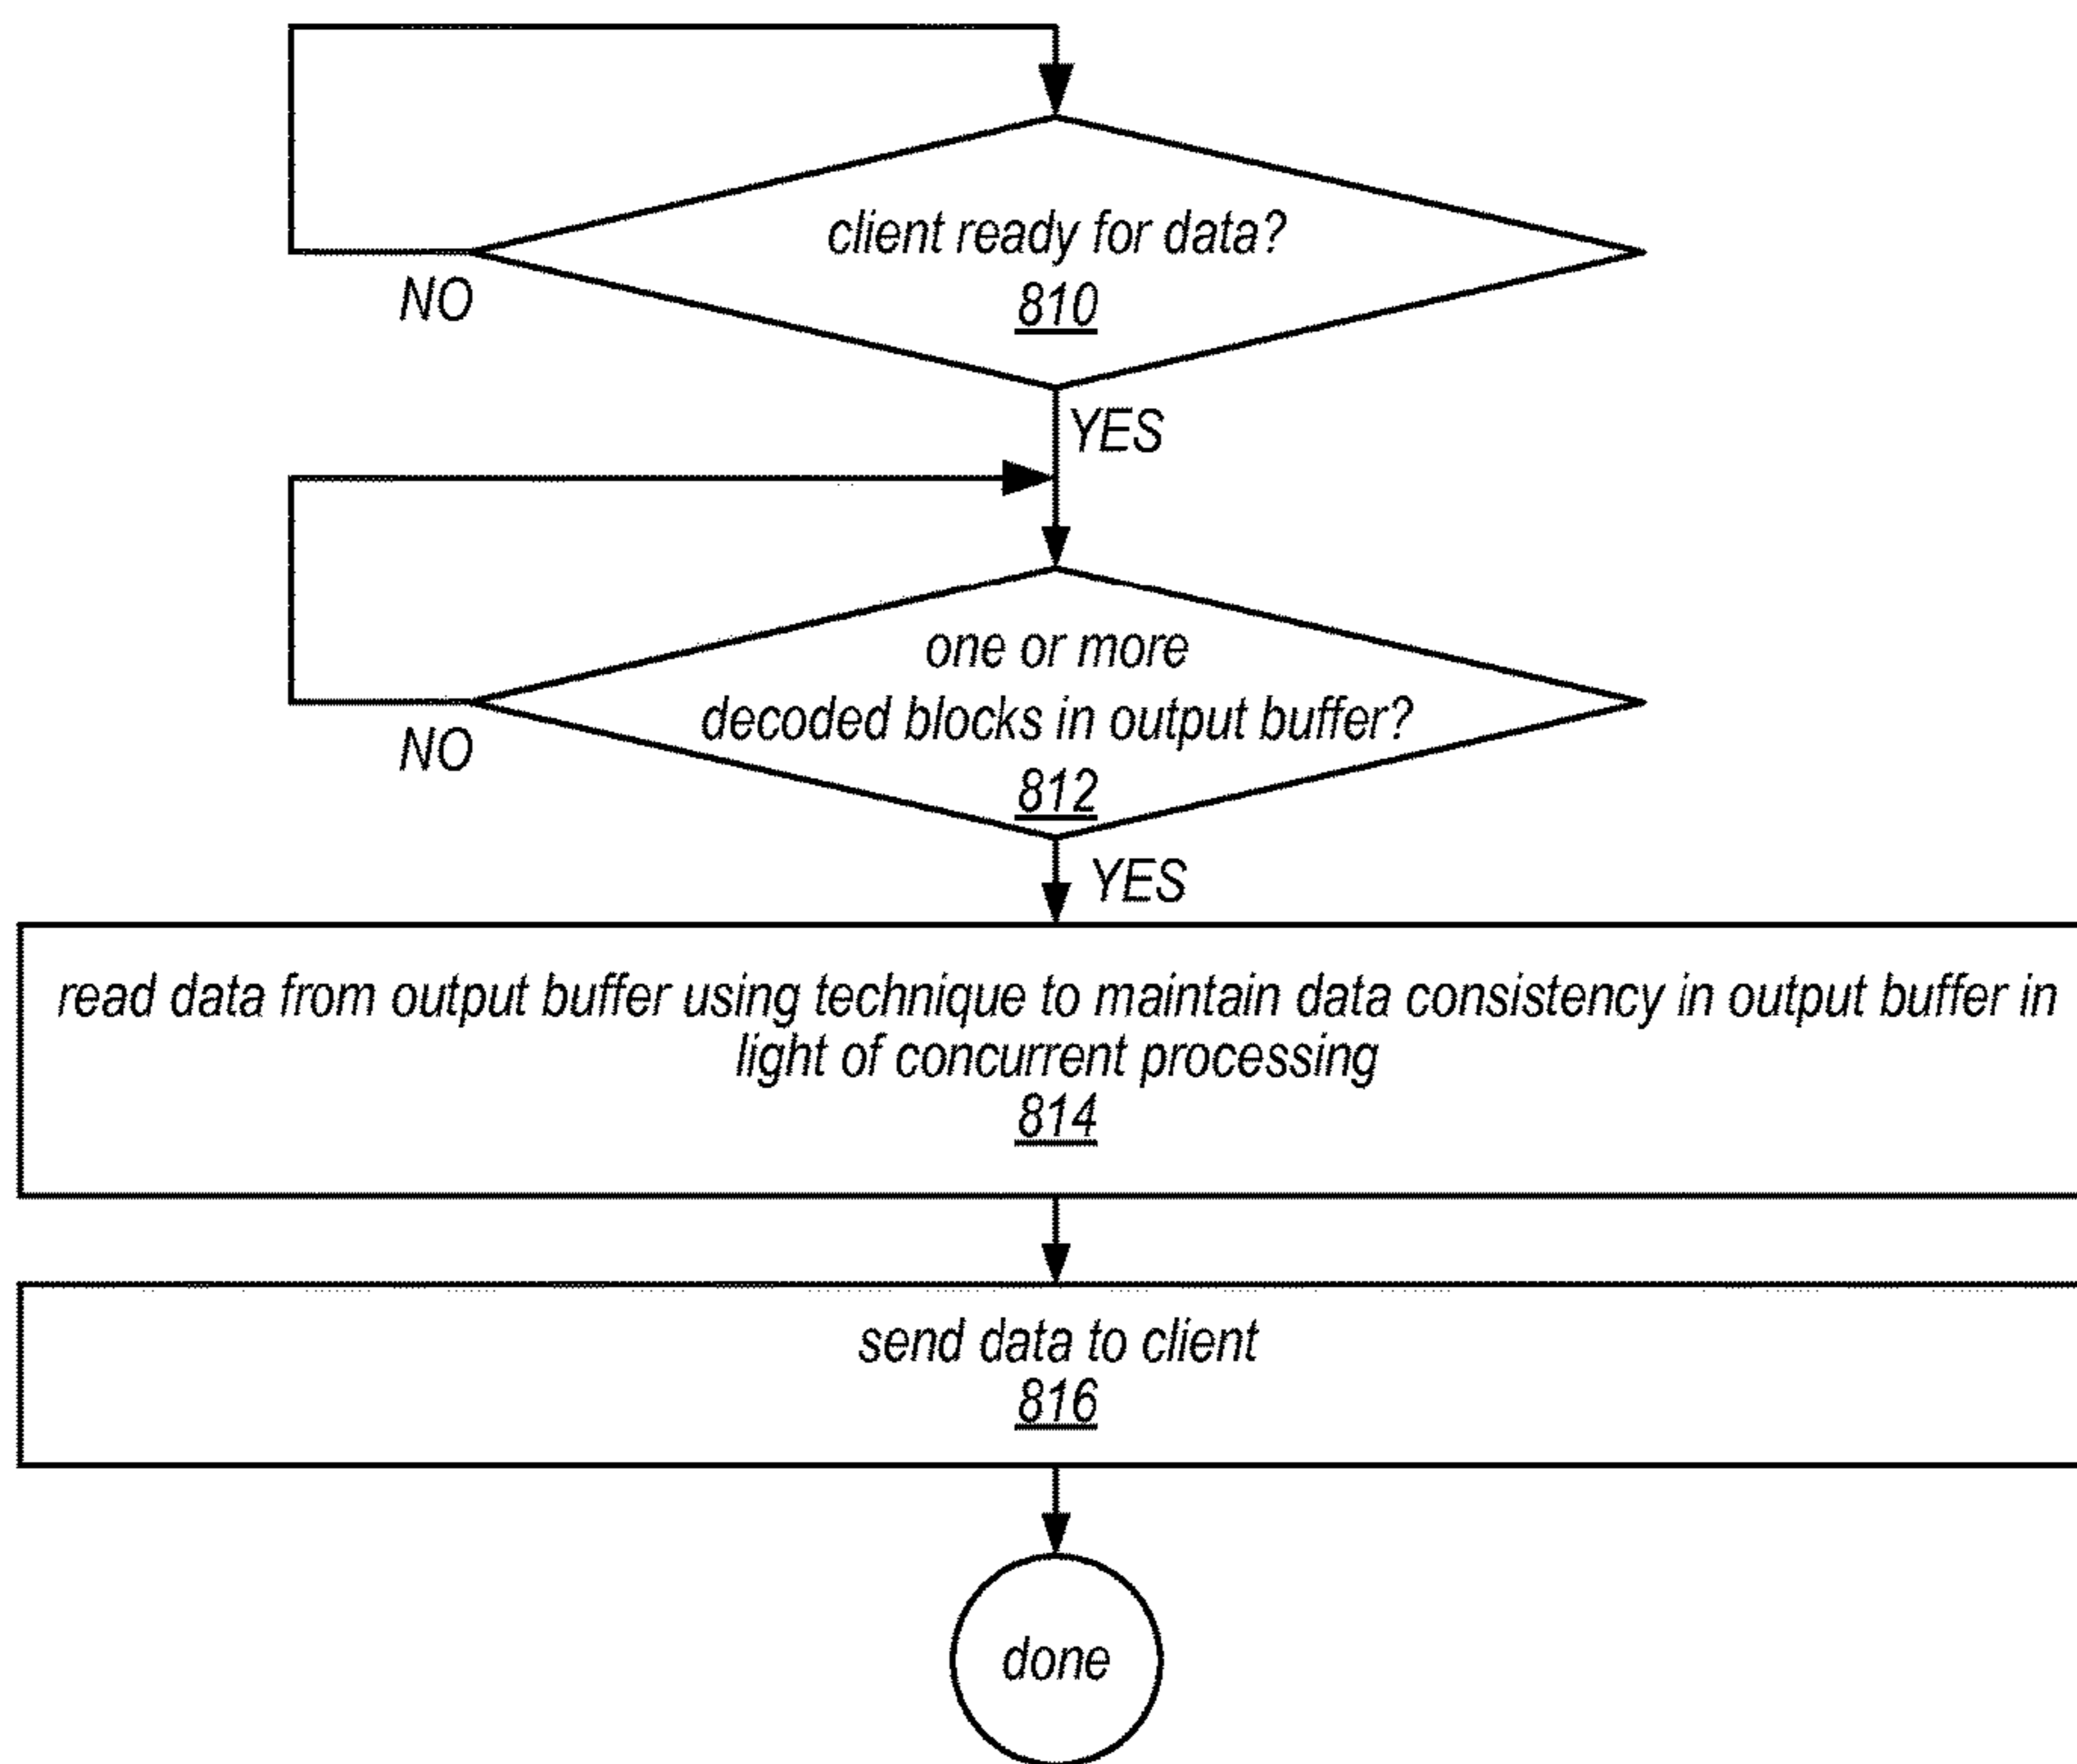 client ready for data?
810
NO
YES
one or more
decoded blocks in output buffer?
812
NO
YES
read data from output buffer using technique to maintain data consistency in output buffer in
light of concurrent processing
814
send data to client
816
done